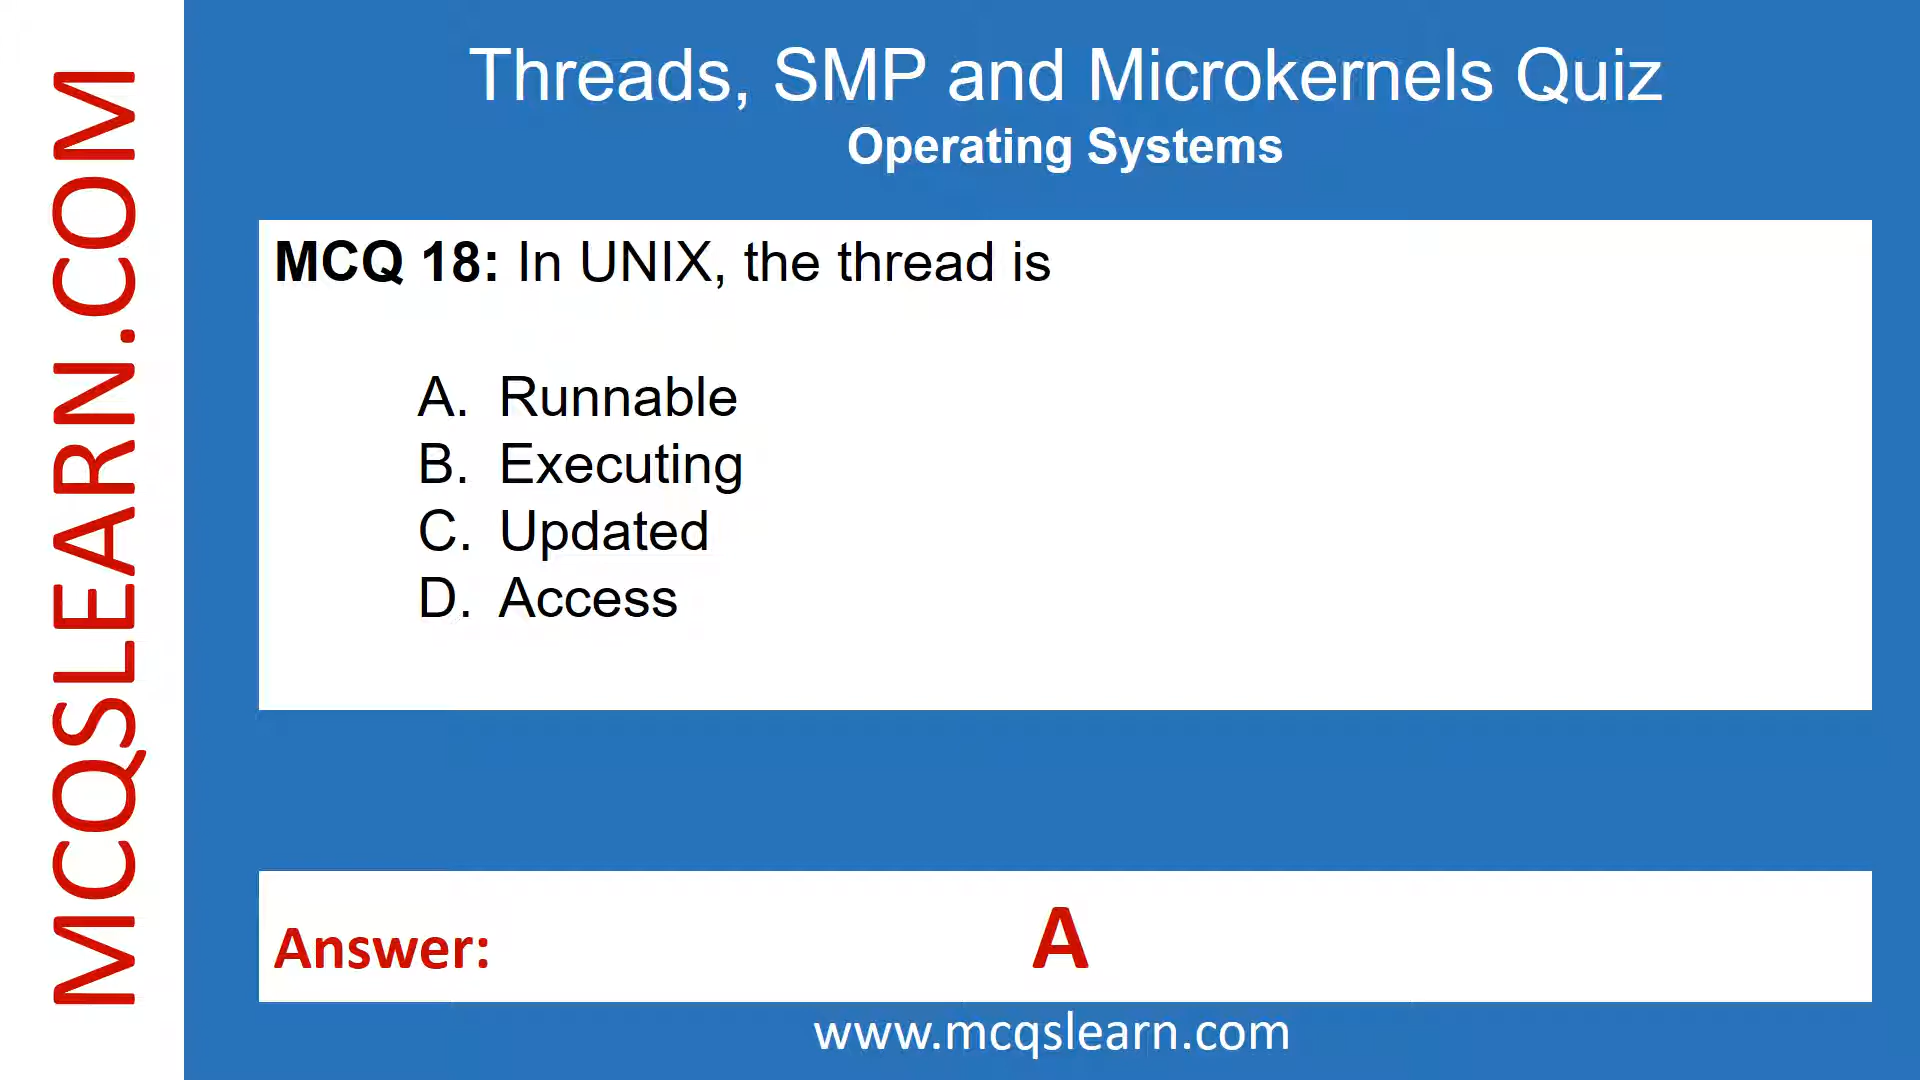 MCQSLEARN.COM
Threads, SMP and Microkernels Quiz
Operating Systems
MCQ 18: In UNIX, the thread is
A. Runnable
B. Executing
C. Updated
D. Access
Answer: A
www.mcqslearn.com